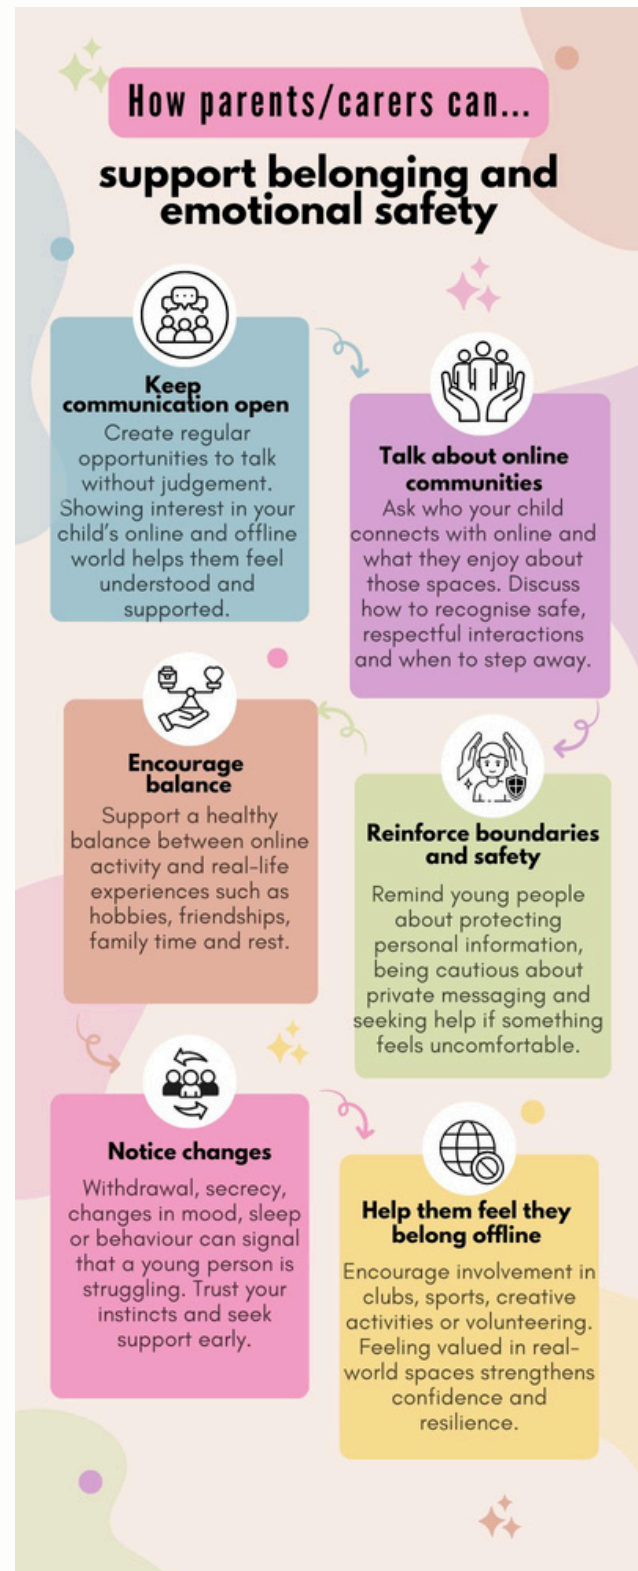 How parents/carers can...
support belonging and
emotional safety
Keep
communication open
Create regular
opportunities to talk
without judgement.
Showing interest in your
child's online and offline
world helps them feel
understood and
supported.
Talk about online
communities
Ask who your child
connects with online and
what they enjoy about
those spaces. Discuss
how to recognise safe,
respectful interactions
and when to step away.
Encourage
balance
Support a healthy
balance between online
activity and real-life
experiences such as
hobbies, friendships,
family time and rest.
Reinforce boundaries
and safety
Remind young people
about protecting
personal information,
being cautious about
private messaging and
seeking help if something
feels uncomfortable.
Notice changes
Withdrawal, secrecy,
changes in mood, sleep
or behaviour can signal
that a young person is
struggling. Trust your
instincts and seek
support early.
Help them feel they
belong offline
Encourage involvement in
clubs, sports, creative
activities or volunteering.
Feeling valued in real-
world spaces strengthens
confidence and
resilience.